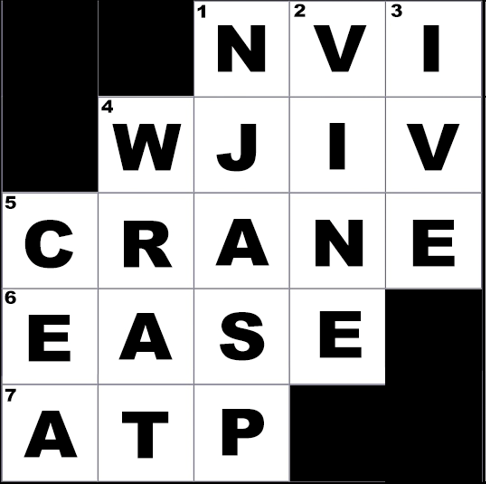 1 N 2 V 3 I
4 W J I V
5 C R A N E
6 E A S E
7 A T P